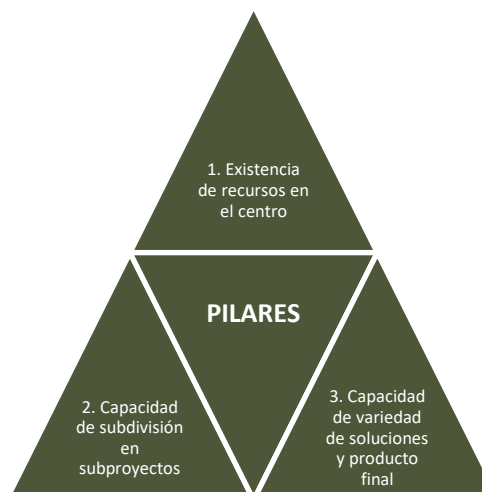 1. Existencia
de recursos en
el centro
PILARES
2. Capacidad
de subdivisión
en
subproyectos
3. Capacidad
de variedad
de soluciones
y producto
final